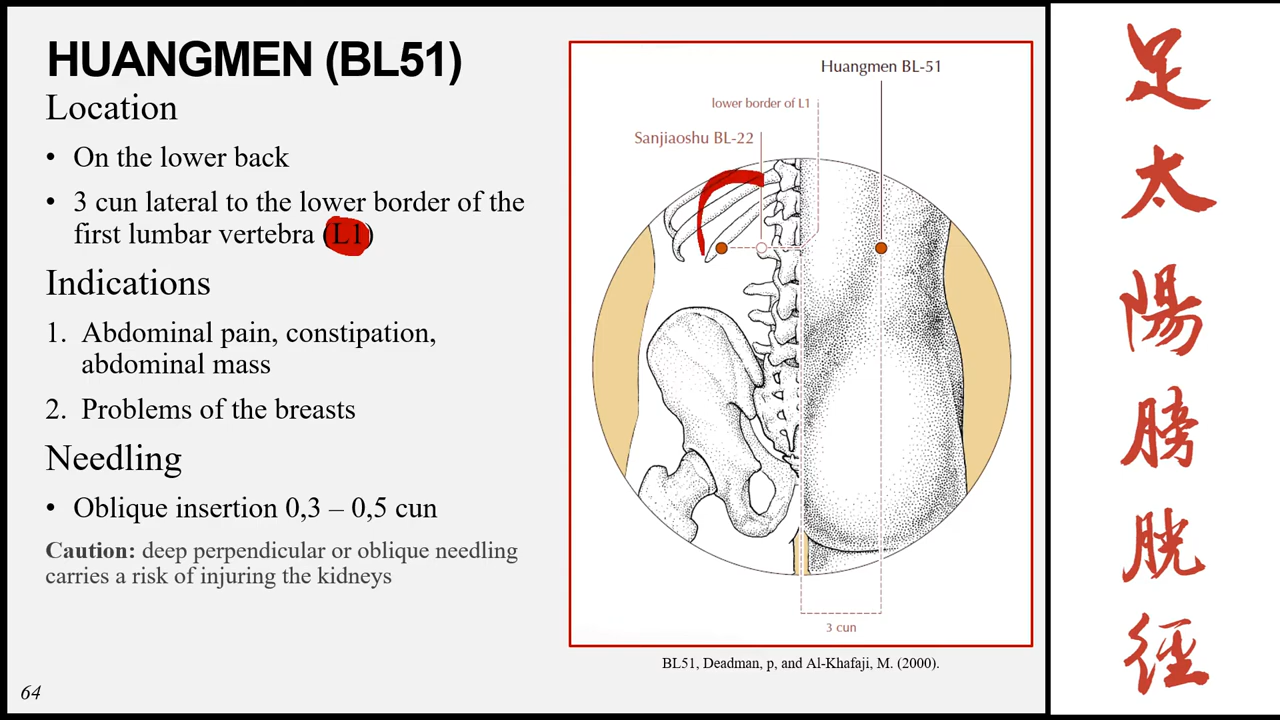 HUANGMEN (BL51)
Location
• On the lower back
• 3 cun lateral to the lower border of the
first lumbar vertebra (L1)
Indications
1. Abdominal pain, constipation,
abdominal mass
2. Problems of the breasts
Needling
• Oblique insertion 0,3 – 0,5 cun
Caution: deep perpendicular or oblique needling
carries a risk of injuring the kidneys
64
Huangmen BL-51
lower border of L1
Sanjiaoshu BL-22
3 cun
BL51, Deadman, p, and Al-Khafaji, M. (2000).
足
太
陽
膀
胱
徑